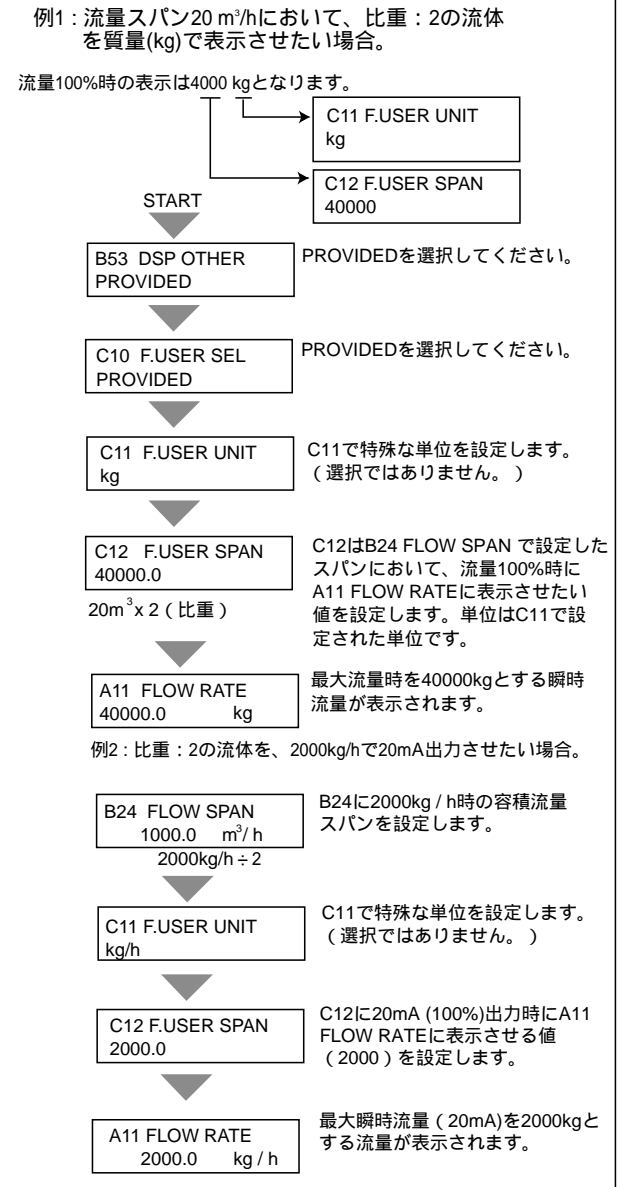 例1：流量スパン20 m³/hにおいて、比重：2の流体
を質量(kg)で表示させたい場合。
流量100%時の表示は4000 kgとなります。
C11 F.USER UNIT
kg
C12 F.USER SPAN
40000
START
B53 DSP OTHER
PROVIDED
PROVIDEDを選択してください。
C10 F.USER SEL
PROVIDED
PROVIDEDを選択してください。
C11 F.USER UNIT
kg
C11で特殊な単位を設定します。
（選択ではありません。）
C12 F.USER SPAN
40000.0
20m³x 2（比重）
C12はB24 FLOW SPAN で設定した
スパンにおいて、流量100%時に
A11 FLOW RATEに表示させたい
値を設定します。単位はC11で設
定された単位です。
A11 FLOW RATE
40000.0 kg
最大流量時を40000kgとする瞬時
流量が表示されます。
例2：比重：2の流体を、2000kg/hで20mA出力させたい場合。
B24 FLOW SPAN
1000.0 m³/ h
2000kg/h÷2
B24に2000kg / h時の容積流量
スパンを設定します。
C11 F.USER UNIT
kg/h
C11で特殊な単位を設定します。
（選択ではありません。）
C12 F.USER SPAN
2000.0
C12に20mA (100%)出力時にA11
FLOW RATEに表示させる値
（2000）を設定します。
A11 FLOW RATE
2000.0 kg / h
最大瞬時流量（20mA)を2000kgと
する流量が表示されます。